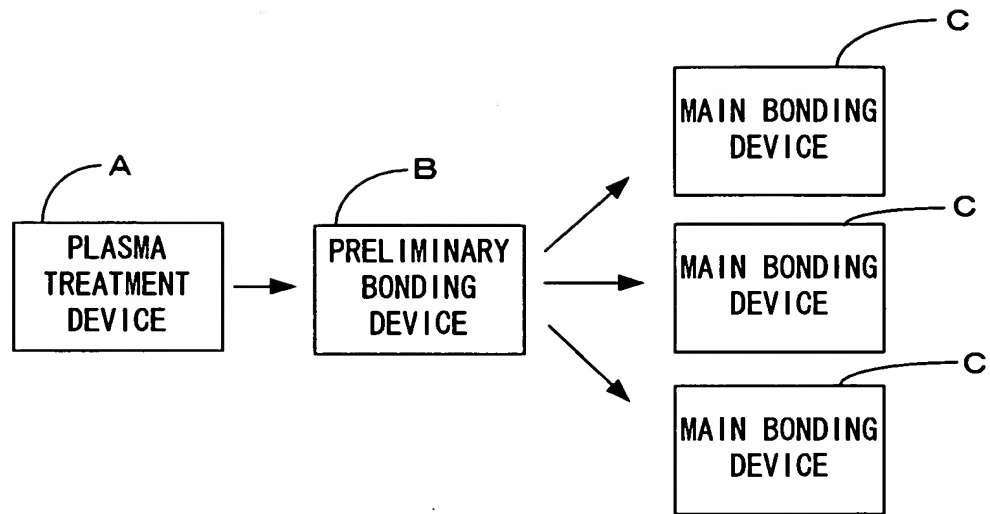 A
PLASMA
TREATMENT
DEVICE
B
PRELIMINARY
BONDING
DEVICE
C
MAIN BONDING
DEVICE
C
MAIN BONDING
DEVICE
C
MAIN BONDING
DEVICE